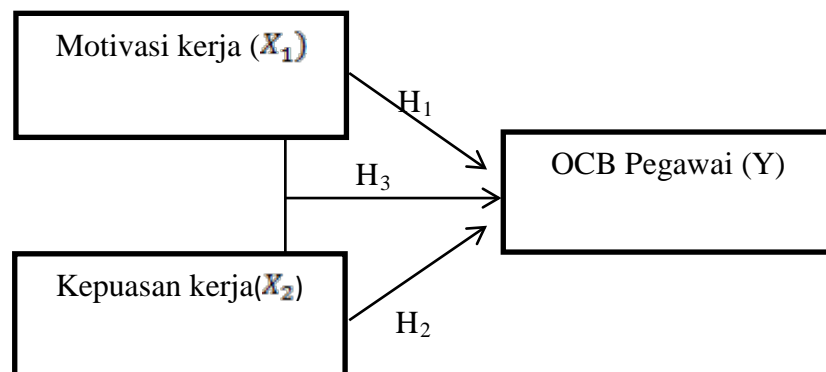 Motivasi kerja (X₁)
H₁
OCB Pegawai (Y)
H₃
Kepuasan kerja(X₂)
H₂